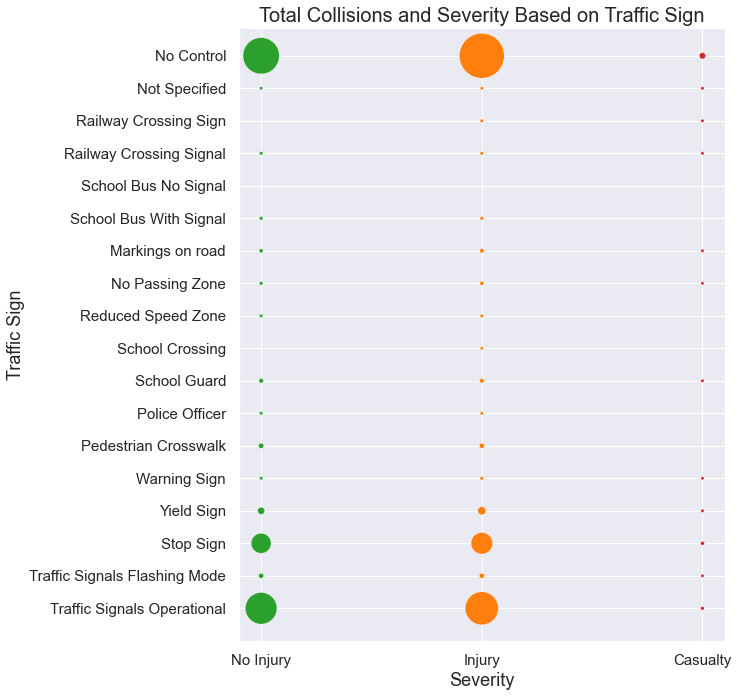 Total Collisions and Severity Based on Traffic Sign
Traffic Sign
No Control
Not Specified
Railway Crossing Sign
Railway Crossing Signal
School Bus No Signal
School Bus With Signal
Markings on road
No Passing Zone
Reduced Speed Zone
School Crossing
School Guard
Police Officer
Pedestrian Crosswalk
Warning Sign
Yield Sign
Stop Sign
Traffic Signals Flashing Mode
Traffic Signals Operational
No Injury Injury Casualty
Severity